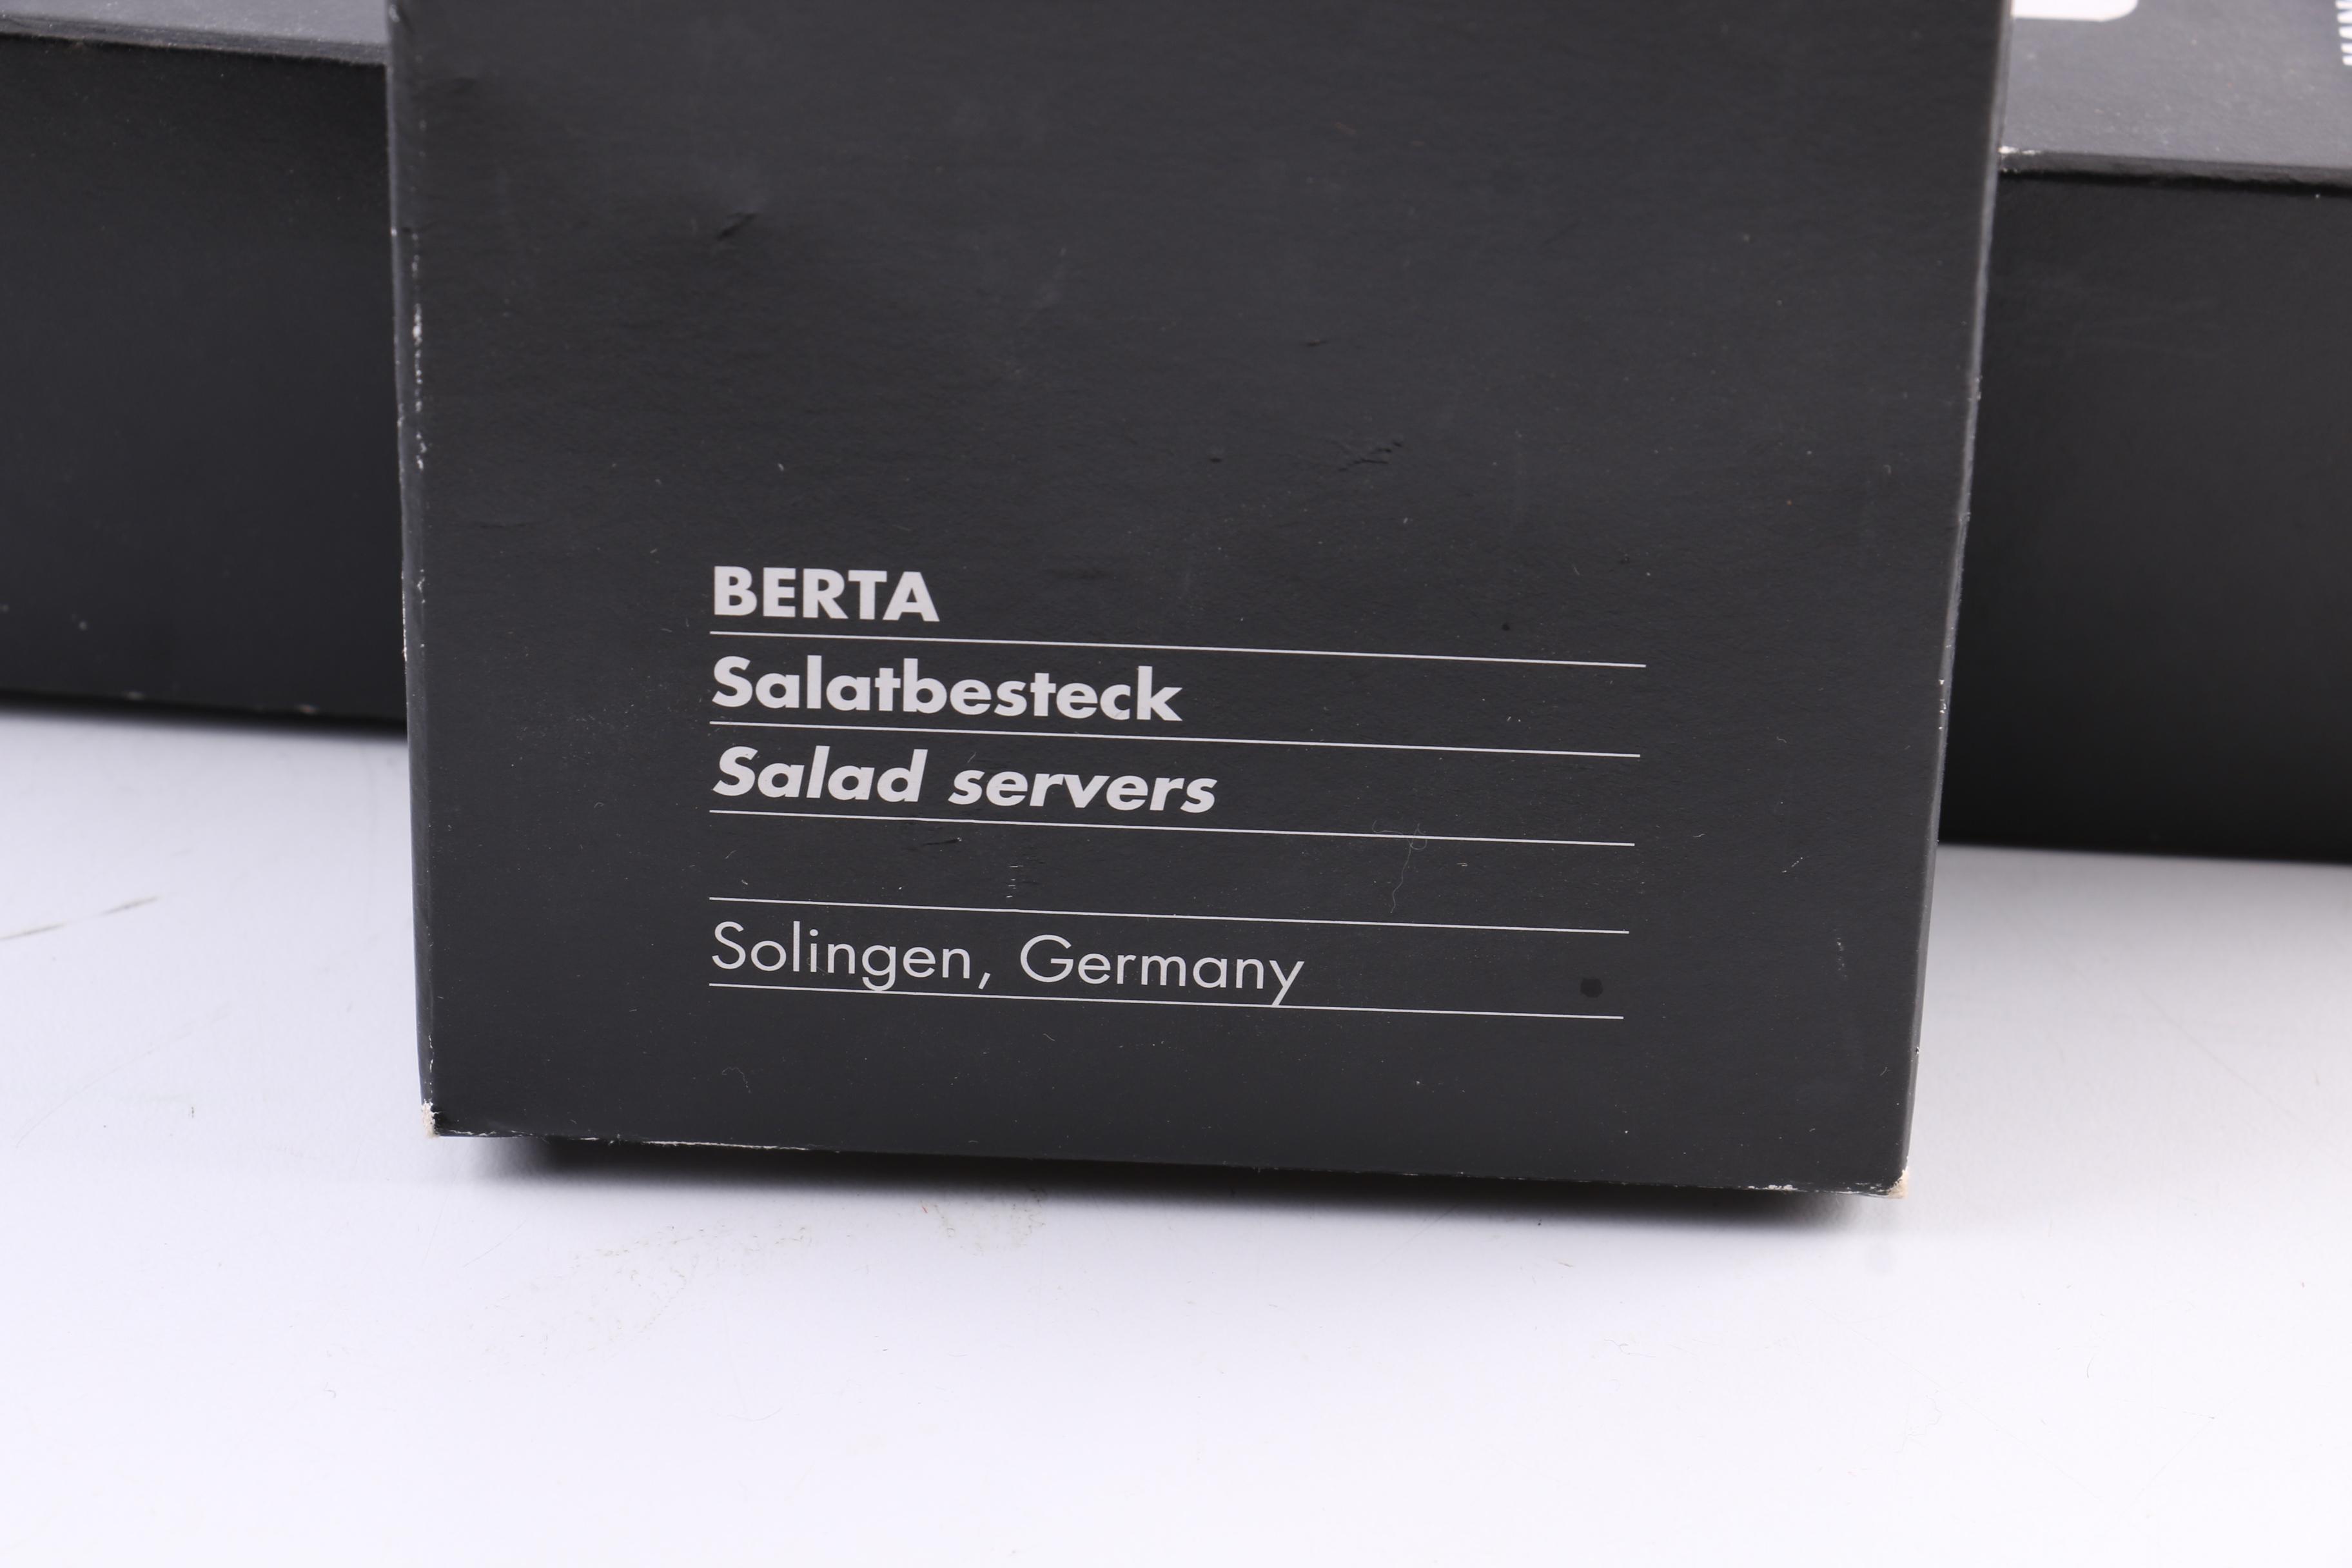 BERTA
Salatbesteck
Salad servers
Solingen, Germany